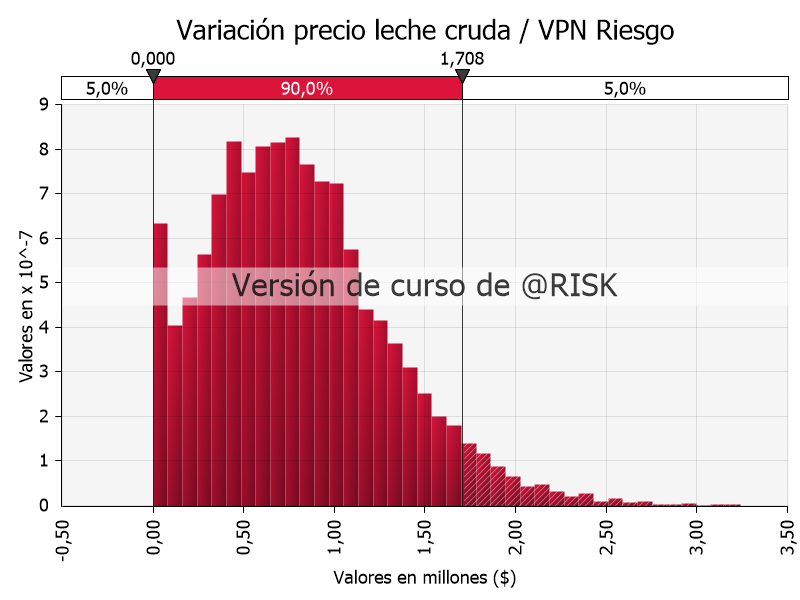 Variación precio leche cruda / VPN Riesgo
0,000 1,708
5,0% 90,0% 5,0%
9
8
7
6
5
4
3
2
1
0
Valores en x 10^-7
Versión de curso de @RISK
-0,50 0,00 0,50 1,00 1,50 2,00 2,50 3,00 3,50
Valores en millones ($)